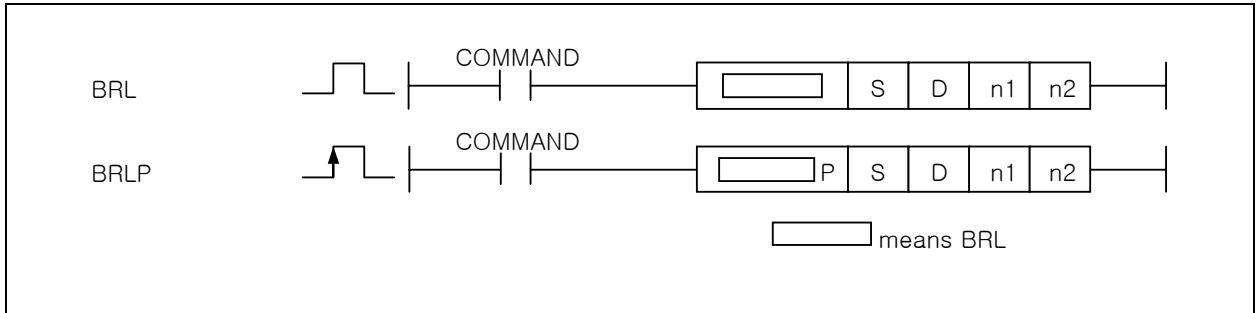 COMMAND
BRL S D n1 n2
COMMAND
BRLP P S D n1 n2
means BRL